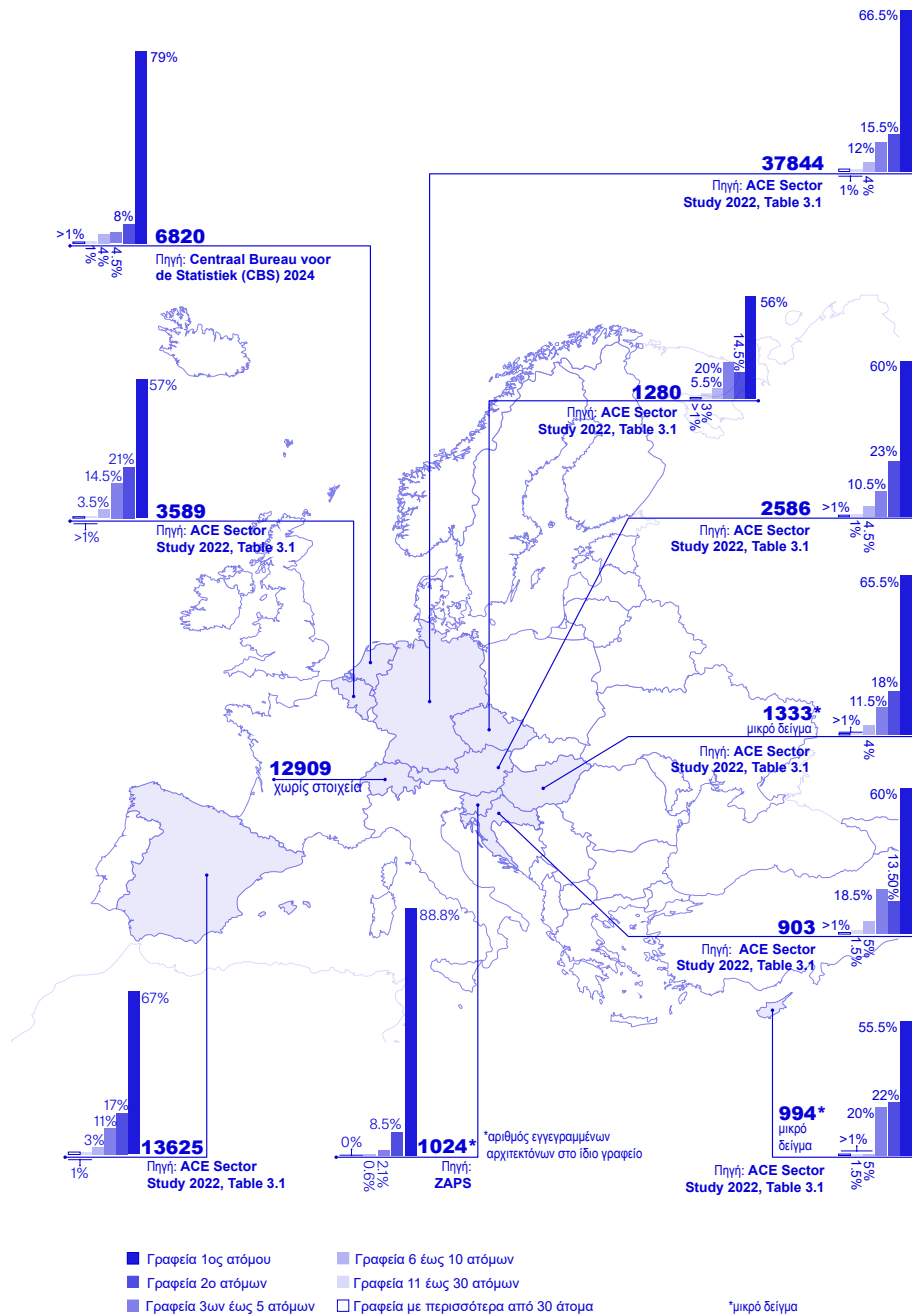 66.5%
15.5%
12%
4%
1%
37844
Πηγή: ACE Sector
Study 2022, Table 3.1
79%
8%
>1%
1%
4%
4.5%
6820
Πηγή: Centraal Bureau voor
de Statistiek (CBS) 2024
56%
14.5%
20%
5.5%
3%
>1%
1280
Πηγή: ACE Sector
Study 2022, Table 3.1
57%
21%
14.5%
3.5%
>1%
3589
Πηγή: ACE Sector
Study 2022, Table 3.1
60%
23%
10.5%
>1%
1%
4.5%
2586
Πηγή: ACE Sector
Study 2022, Table 3.1
65.5%
18%
11.5%
>1%
4%
1333*
μικρό δείγμα
Πηγή: ACE Sector
Study 2022, Table 3.1
12909
χωρίς στοιχεία
60%
13.50%
18.5%
>1%
1.5%
5%
903
Πηγή: ACE Sector
Study 2022, Table 3.1
67%
17%
11%
3%
1%
13625
Πηγή: ACE Sector
Study 2022, Table 3.1
88.8%
8.5%
0%
0.6%
2.1%
1024*
*αριθμός εγγεγραμμένων
αρχιτεκτόνων στο ίδιο γραφείο
Πηγή:
ZAPS
55.5%
22%
20%
>1%
1.5%
5%
994*
μικρό
δείγμα
Πηγή: ACE Sector
Study 2022, Table 3.1
Γραφεία 1ος ατόμου
Γραφεία 2ο ατόμων
Γραφεία 3ων έως 5 ατόμων
Γραφεία 6 έως 10 ατόμων
Γραφεία 11 έως 30 ατόμων
Γραφεία με περισσότερα από 30 άτομα
*μικρό δείγμα